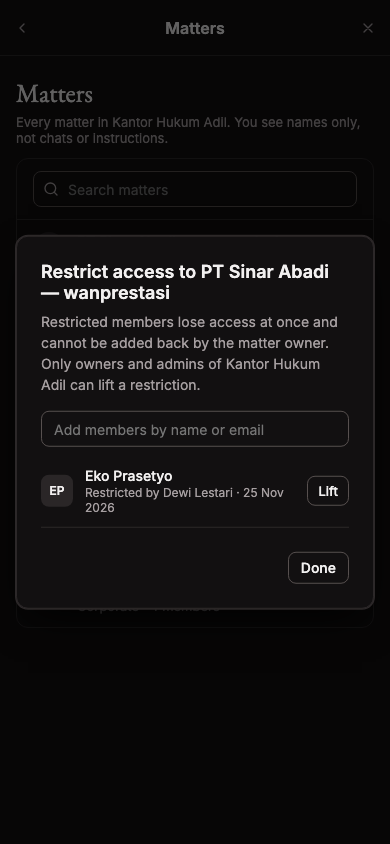 Matters
Matters
Every matter in Kantor Hukum Adil. You see names only,
not chats or instructions.
Search matters
Restrict access to PT Sinar Abadi
— wanprestasi
Restricted members lose access at once and
cannot be added back by the matter owner.
Only owners and admins of Kantor Hukum
Adil can lift a restriction.
Add members by name or email
EP
Eko Prasetyo
Restricted by Dewi Lestari · 25 Nov
2026
Lift
Done